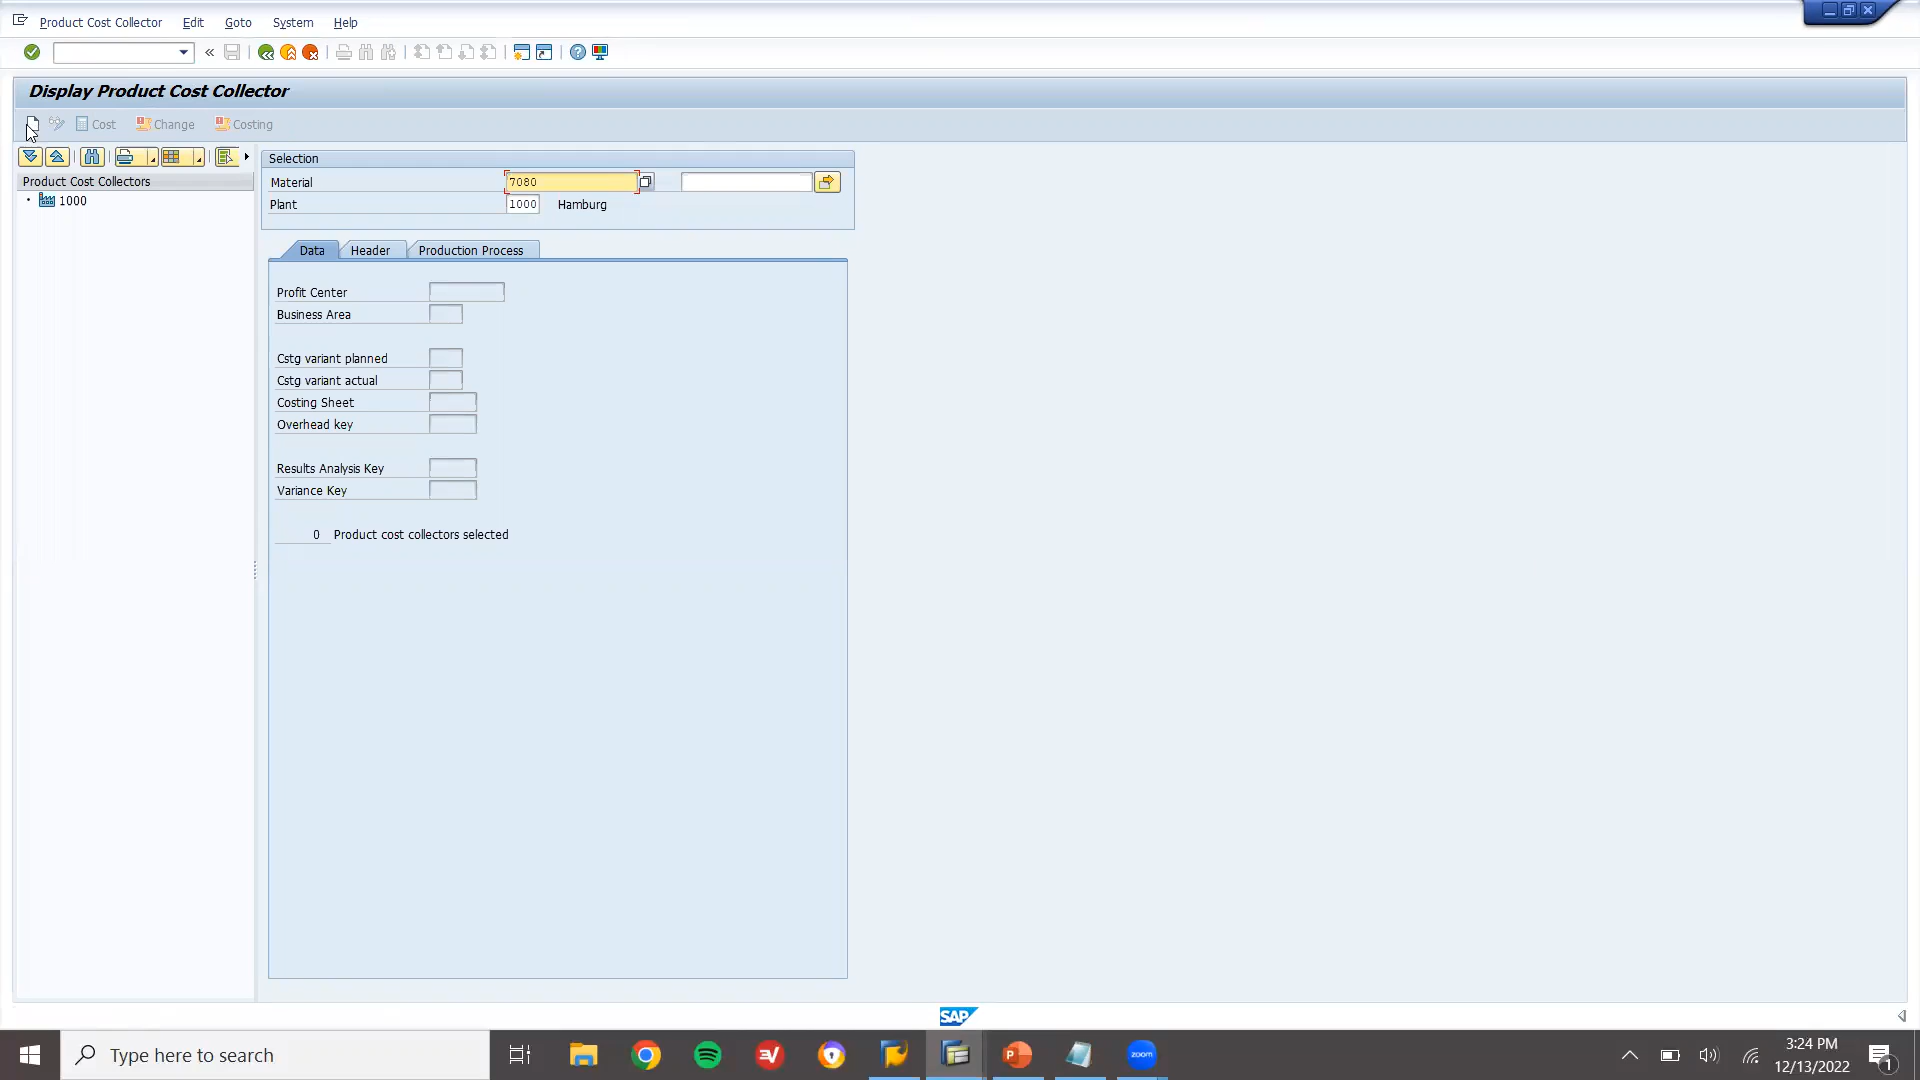 Product Cost Collector Edit Goto System Help
Display Product Cost Collector
Cost Change Costing
Product Cost Collectors
1000
Selection
Material 7080
Plant 1000 Hamburg
Data Header Production Process
Profit Center
Business Area
Cstg variant planned
Cstg variant actual
Costing Sheet
Overhead key
Results Analysis Key
Variance Key
0 Product cost collectors selected
SAP
Type here to search
zoom
3:24 PM
12/13/2022
1